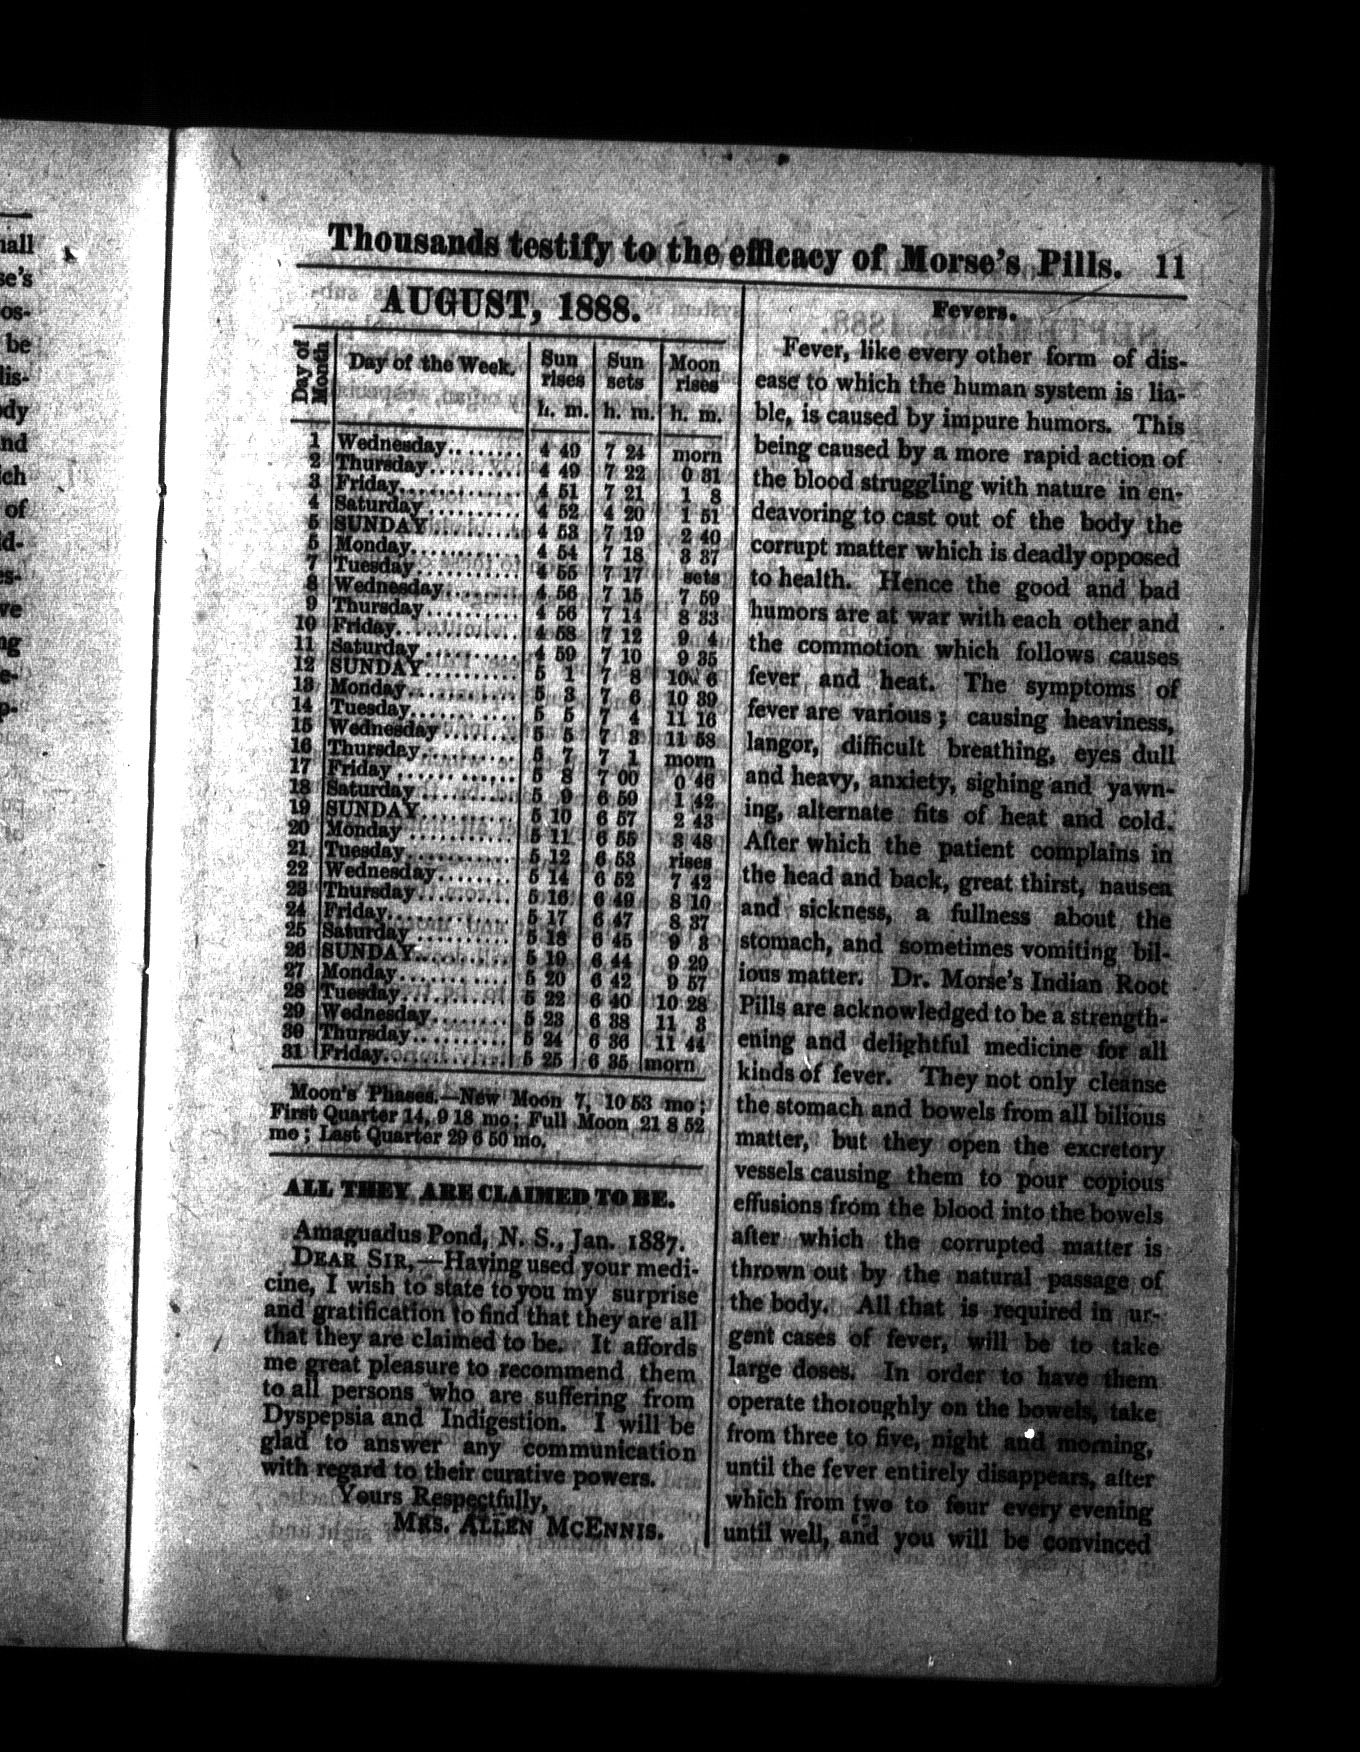 Thousands testify to the efficacy of Morse's Pills. 11
AUGUST, 1888.
Day of Month | Day of the Week. | Sun rises | Sun sets | Moon rises
h. m. | h. m. | h. m.
1 Wednesday........ 4 49 7 24 morn
2 Thursday.......... 4 49 7 22 0 31
3 Friday............. 4 51 7 21 1 8
4 Saturday.......... 4 52 4 20 1 51
5 SUNDAY.......... 4 53 7 19 2 40
5 Monday........... 4 54 7 18 3 37
7 Tuesday........... 4 55 7 17 sets
8 Wednesday........ 4 56 7 15 7 59
9 Thursday.......... 4 56 7 14 8 33
10 Friday............. 4 58 7 12 9 4
11 Saturday.......... 4 59 7 10 9 35
12 SUNDAY.......... 5 1 7 8 10 6
13 Monday........... 5 3 7 6 10 39
14 Tuesday........... 5 5 7 4 11 16
15 Wednesday........ 5 5 7 3 11 58
16 Thursday.......... 5 7 7 1 morn
17 Friday............. 5 8 7 00 0 46
18 Saturday.......... 5 9 6 59 1 42
19 SUNDAY.......... 5 10 6 57 2 43
20 Monday........... 5 11 6 55 3 48
21 Tuesday........... 5 12 6 53 rises
22 Wednesday........ 5 14 6 52 7 42
23 Thursday.......... 5 16 6 49 8 10
24 Friday............. 5 17 6 47 8 37
25 Saturday.......... 5 18 6 45 9 3
26 SUNDAY.......... 5 19 6 44 9 29
27 Monday........... 5 20 6 42 9 57
28 Tuesday........... 5 22 6 40 10 28
29 Wednesday........ 5 23 6 38 11 3
30 Thursday.......... 5 24 6 36 11 44
31 Friday............. 5 25 6 35 morn
Moon's Phases.—New Moon 7, 10 53 mo;
First Quarter 14, 9 18 mo; Full Moon 21 8 52
mo; Last Quarter 29 6 50 mo.
ALL THEY ARE CLAIMED TO BE.
Amaguadus Pond, N. S., Jan. 1887.
DEAR SIR,—Having used your medi-
cine, I wish to state to you my surprise
and gratification to find that they are all
that they are claimed to be. It affords
me great pleasure to recommend them
to all persons who are suffering from
Dyspepsia and Indigestion. I will be
glad to answer any communication
with regard to their curative powers.
Yours Respectfully,
MRS. ALLEN MCENNIS.
Fevers.
Fever, like every other form of dis-
ease to which the human system is lia-
ble, is caused by impure humors. This
being caused by a more rapid action of
the blood struggling with nature in en-
deavoring to cast out of the body the
corrupt matter which is deadly opposed
to health. Hence the good and bad
humors are at war with each other and
the commotion which follows causes
fever and heat. The symptoms of
fever are various; causing heaviness,
langor, difficult breathing, eyes dull
and heavy, anxiety, sighing and yawn-
ing, alternate fits of heat and cold.
After which the patient complains in
the head and back, great thirst, nausea
and sickness, a fullness about the
stomach, and sometimes vomiting bil-
ious matter. Dr. Morse's Indian Root
Pills are acknowledged to be a strength-
ening and delightful medicine for all
kinds of fever. They not only cleanse
the stomach and bowels from all bilious
matter, but they open the excretory
vessels causing them to pour copious
effusions from the blood into the bowels
after which the corrupted matter is
thrown out by the natural passage of
the body. All that is required in ur-
gent cases of fever, will be to take
large doses. In order to have them
operate thoroughly on the bowels, take
from three to five, night and morning,
until the fever entirely disappears, after
which from two to four every evening
until well, and you will be convinced